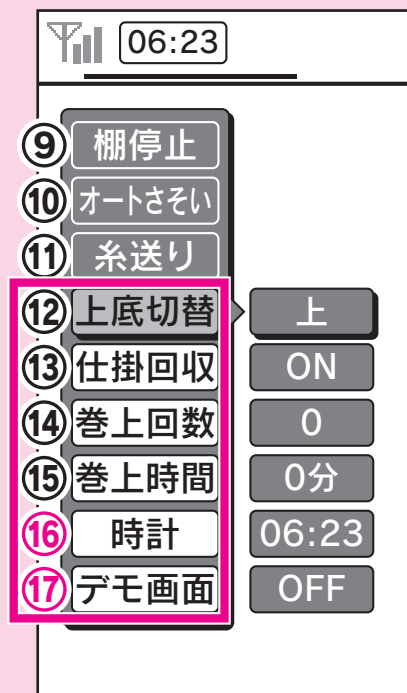 06:23
⑨ 棚停止
⑩ オートさそい
⑪ 糸送り
⑫ 上底切替 上
⑬ 仕掛回収 ON
⑭ 巻上回数 0
⑮ 巻上時間 0分
⑯ 時計 06:23
⑰ デモ画面 OFF